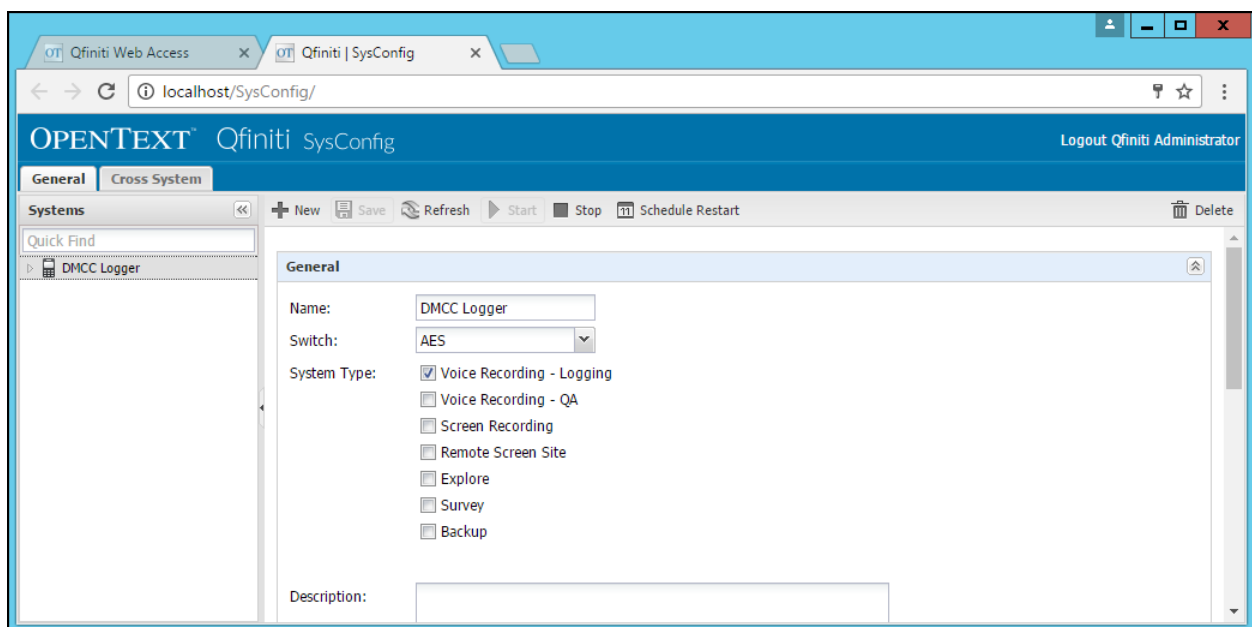 OT Qfiniti Web Access
OT Qfiniti | SysConfig
localhost/SysConfig/
OPENTEXT™ Qfiniti SysConfig
Logout Qfiniti Administrator
General Cross System
Systems
New Save Refresh Start Stop 11 Schedule Restart Delete
Quick Find
DMCC Logger
General
Name: DMCC Logger
Switch: AES
System Type: Voice Recording - Logging
Voice Recording - QA
Screen Recording
Remote Screen Site
Explore
Survey
Backup
Description: